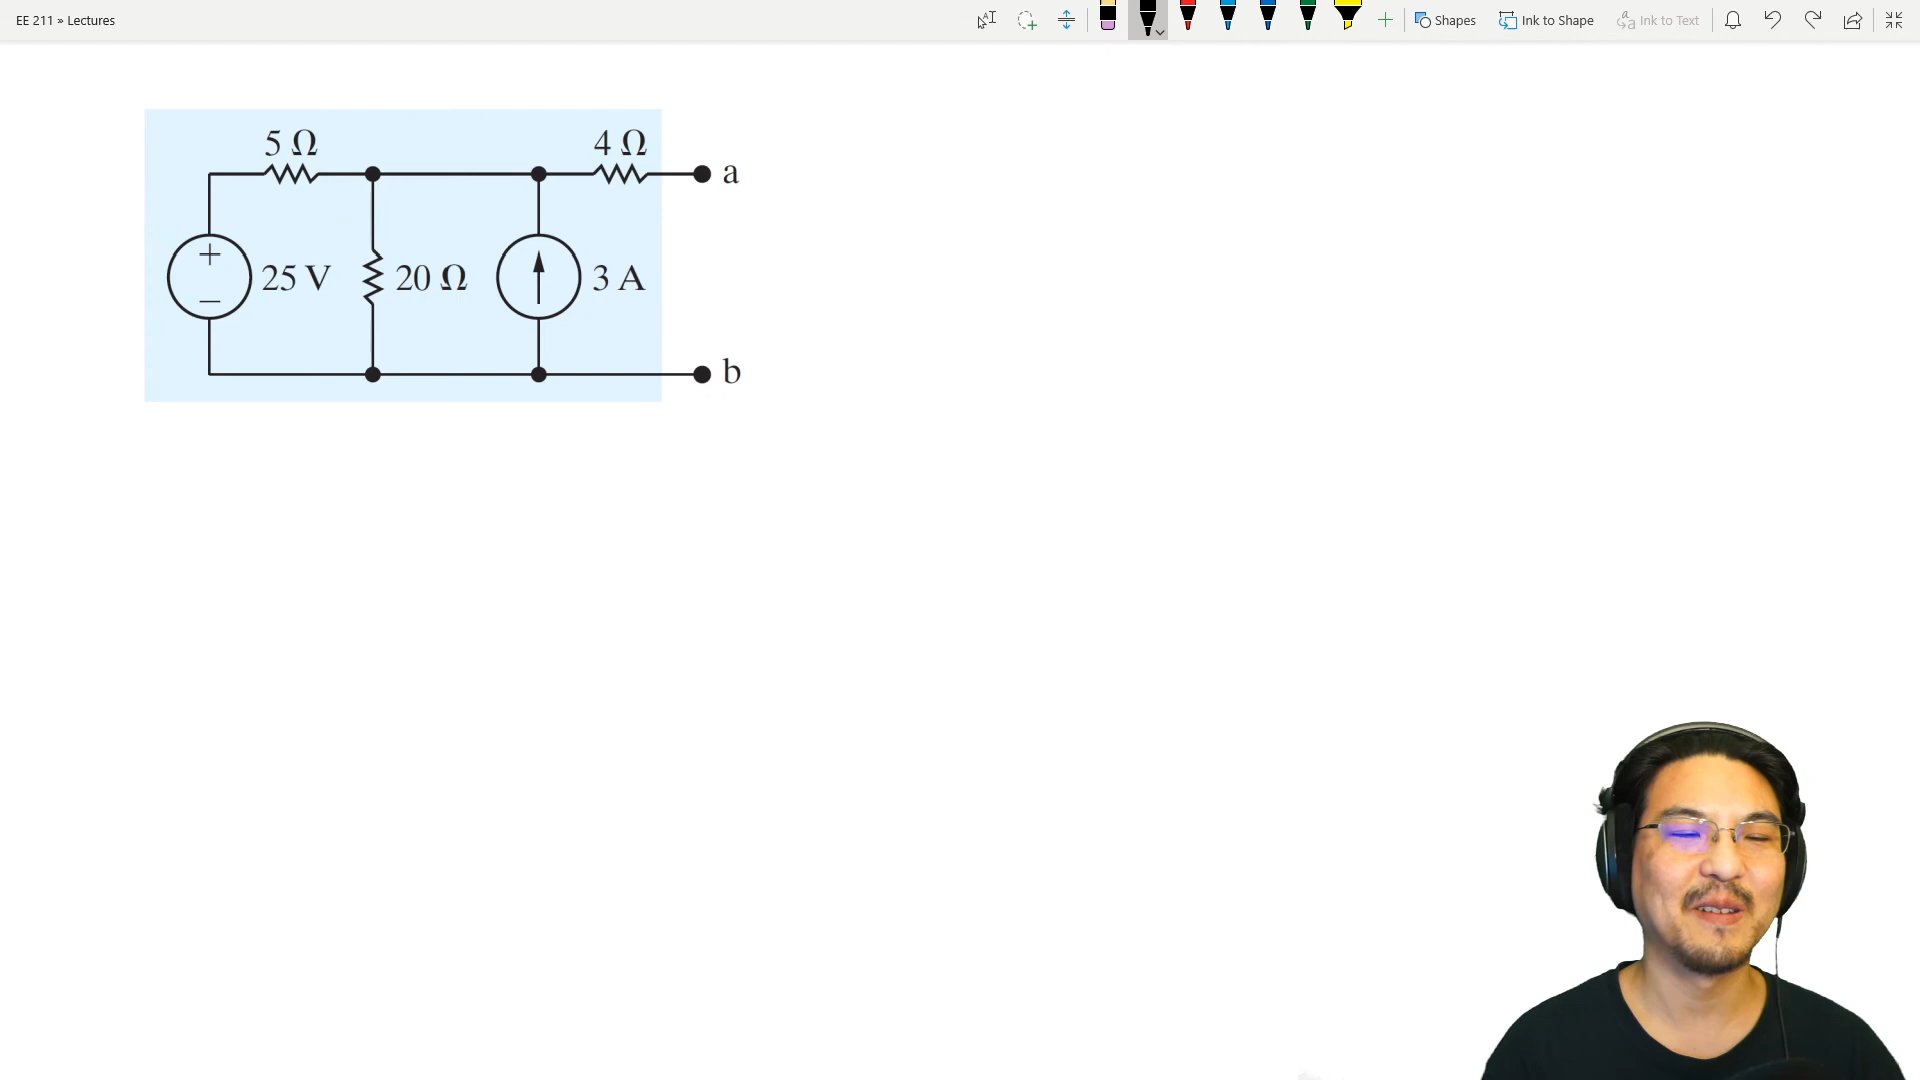 EE 211 » Lectures
Shapes
Ink to Shape
Ink to Text
5 Ω
4 Ω
a
+
−
25 V
20 Ω
3 A
b